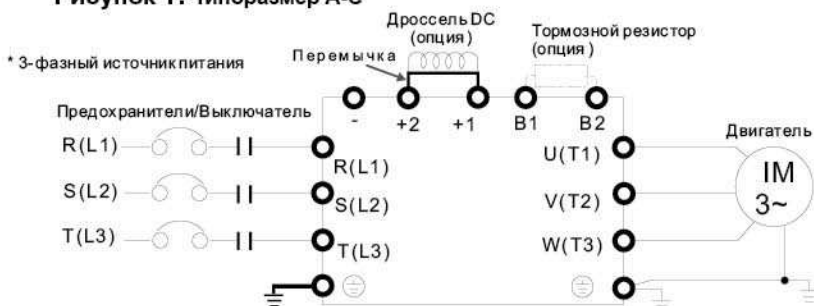 Рисунок 1. Типоразмер A-C
Дроссель DC
(опция )
Тормозной резистор
(опция )
Перемычка
* 3-фазный источник питания
Предохранители/Выключатель
-
+2
+1
B1
B2
Двигатель
R(L1)
R(L1)
U(T1)
IM
3~
S(L2)
S(L2)
V(T2)
T(L3)
T(L3)
W(T3)